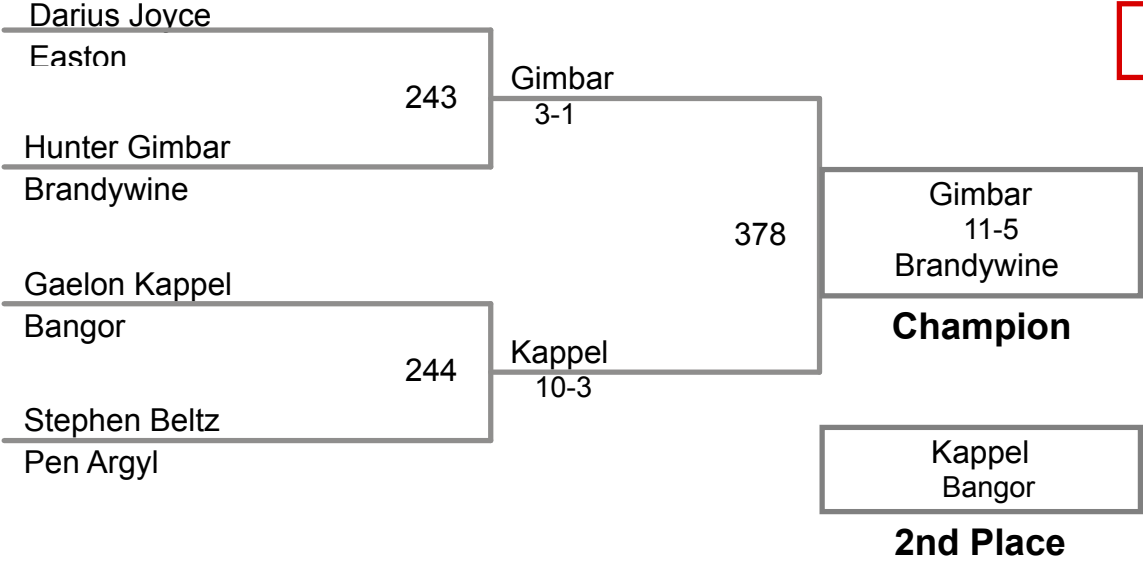 Darius Joyce
Easton
243
Gimbar
3-1
Hunter Gimbar
Brandywine
378
Gimbar
11-5
Brandywine
Champion
Gaelon Kappel
Bangor
244
Kappel
10-3
Stephen Beltz
Pen Argyl
Kappel
Bangor
2nd Place